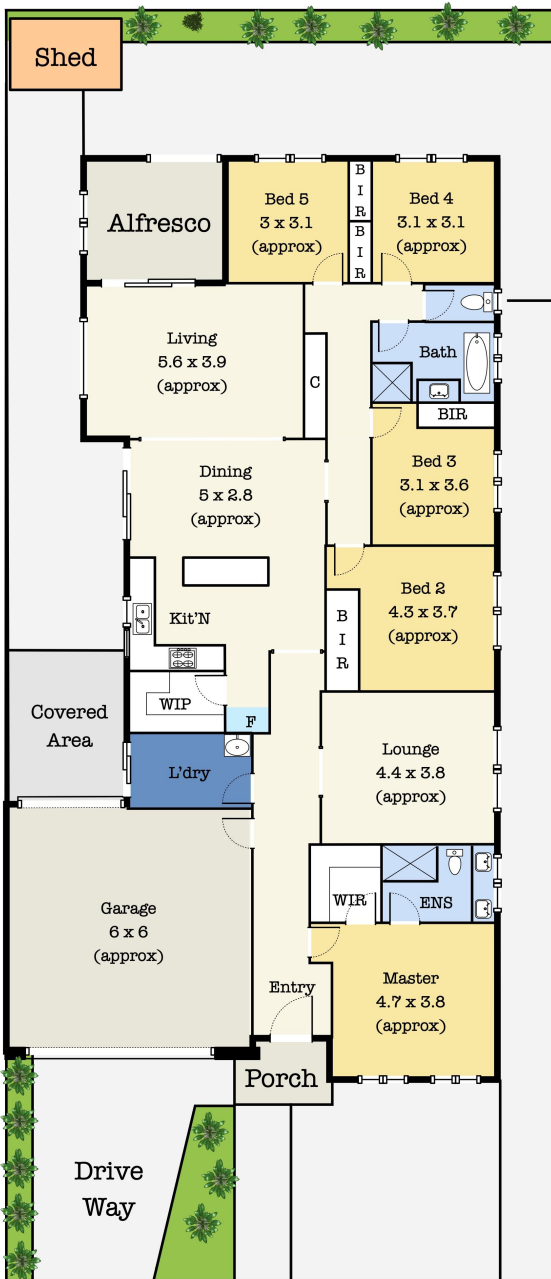 Shed
Alfresco
Bed 5
3 x 3.1
(approx)
B
I
R
B
I
R
Bed 4
3.1 x 3.1
(approx)
Living
5.6 x 3.9
(approx)
C
Bath
BIR
Dining
5 x 2.8
(approx)
Bed 3
3.1 x 3.6
(approx)
Kit'N
B
I
R
Bed 2
4.3 x 3.7
(approx)
WIP
F
Covered
Area
L'dry
Lounge
4.4 x 3.8
(approx)
WIR
ENS
Garage
6 x 6
(approx)
Entry
Master
4.7 x 3.8
(approx)
Porch
Drive
Way